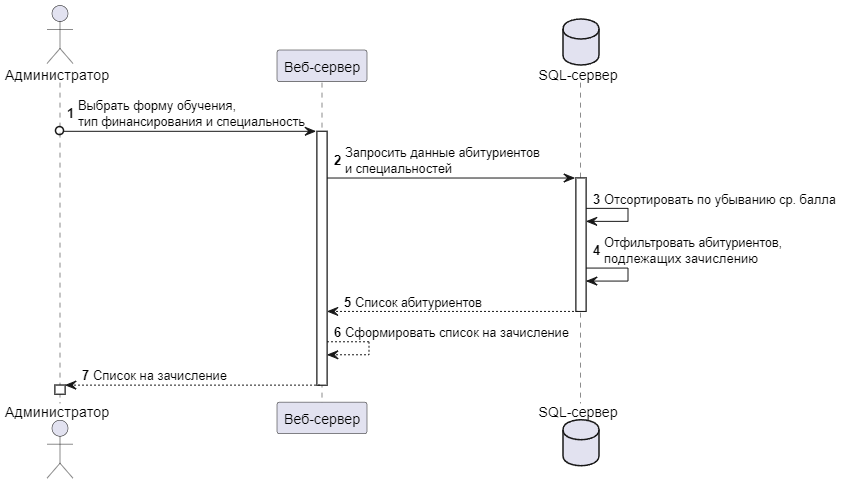 Администратор
Веб-сервер
SQL-сервер
1 Выбрать форму обучения,
тип финансирования и специальность
2 Запросить данные абитуриентов
и специальностей
3 Отсортировать по убыванию ср. балла
4 Отфильтровать абитуриентов,
подлежащих зачислению
5 Список абитуриентов
6 Сформировать список на зачисление
7 Список на зачисление
Администратор
Веб-сервер
SQL-сервер